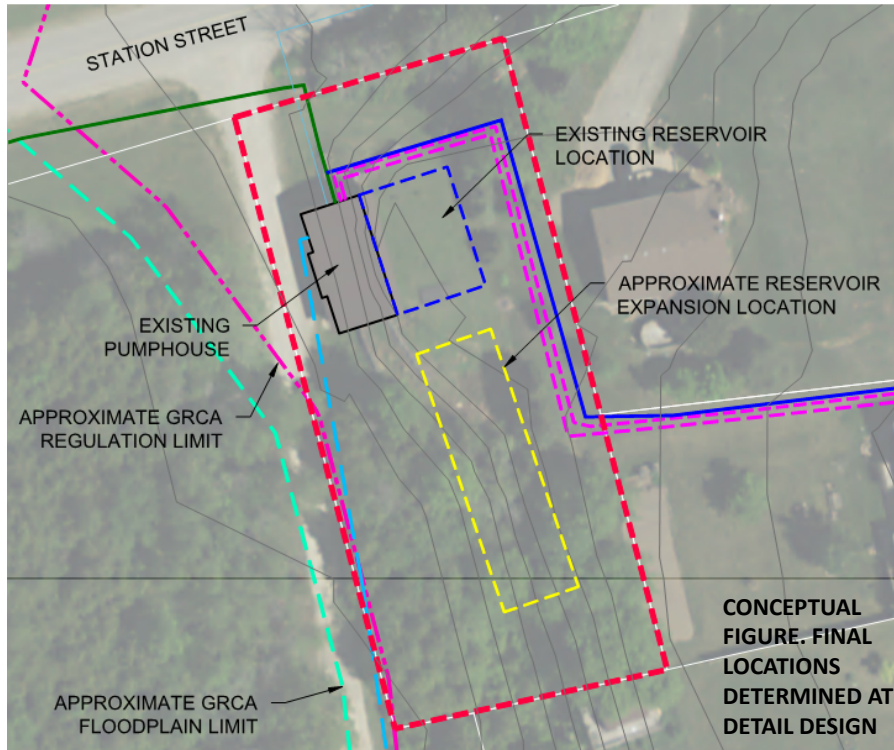 STATION STREET
EXISTING RESERVOIR
LOCATION
APPROXIMATE RESERVOIR
EXPANSION LOCATION
EXISTING
PUMPHOUSE
APPROXIMATE GRCA
REGULATION LIMIT
APPROXIMATE GRCA
FLOODPLAIN LIMIT
CONCEPTUAL
FIGURE. FINAL
LOCATIONS
DETERMINED AT
DETAIL DESIGN